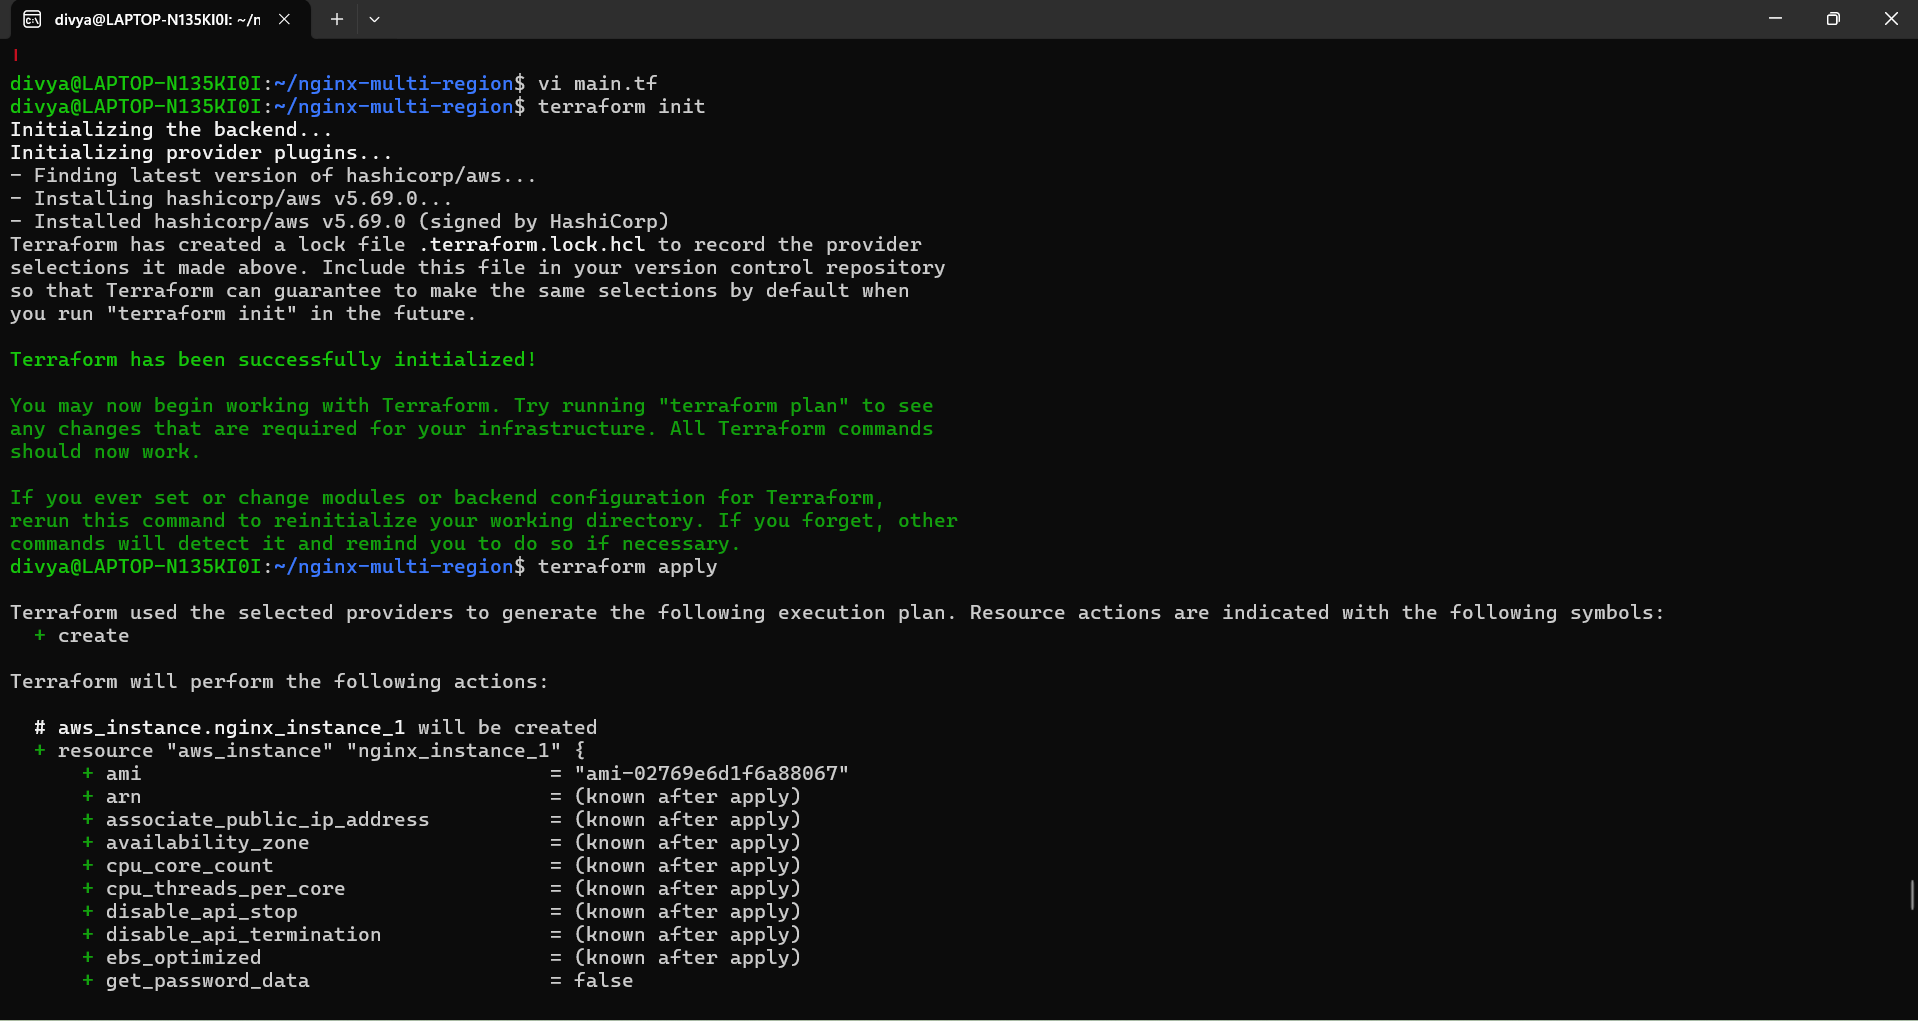 divya@LAPTOP-N135KI0I: ~/n
divya@LAPTOP-N135KI0I:~/nginx-multi-region$ vi main.tf
divya@LAPTOP-N135KI0I:~/nginx-multi-region$ terraform init
Initializing the backend...
Initializing provider plugins...
- Finding latest version of hashicorp/aws...
- Installing hashicorp/aws v5.69.0...
- Installed hashicorp/aws v5.69.0 (signed by HashiCorp)
Terraform has created a lock file .terraform.lock.hcl to record the provider
selections it made above. Include this file in your version control repository
so that Terraform can guarantee to make the same selections by default when
you run "terraform init" in the future.
Terraform has been successfully initialized!
You may now begin working with Terraform. Try running "terraform plan" to see
any changes that are required for your infrastructure. All Terraform commands
should now work.
If you ever set or change modules or backend configuration for Terraform,
rerun this command to reinitialize your working directory. If you forget, other
commands will detect it and remind you to do so if necessary.
divya@LAPTOP-N135KI0I:~/nginx-multi-region$ terraform apply
Terraform used the selected providers to generate the following execution plan. Resource actions are indicated with the following symbols:
  + create
Terraform will perform the following actions:
  # aws_instance.nginx_instance_1 will be created
  + resource "aws_instance" "nginx_instance_1" {
      + ami                                  = "ami-02769e6d1f6a88067"
      + arn                                  = (known after apply)
      + associate_public_ip_address          = (known after apply)
      + availability_zone                    = (known after apply)
      + cpu_core_count                       = (known after apply)
      + cpu_threads_per_core                 = (known after apply)
      + disable_api_stop                     = (known after apply)
      + disable_api_termination              = (known after apply)
      + ebs_optimized                        = (known after apply)
      + get_password_data                    = false